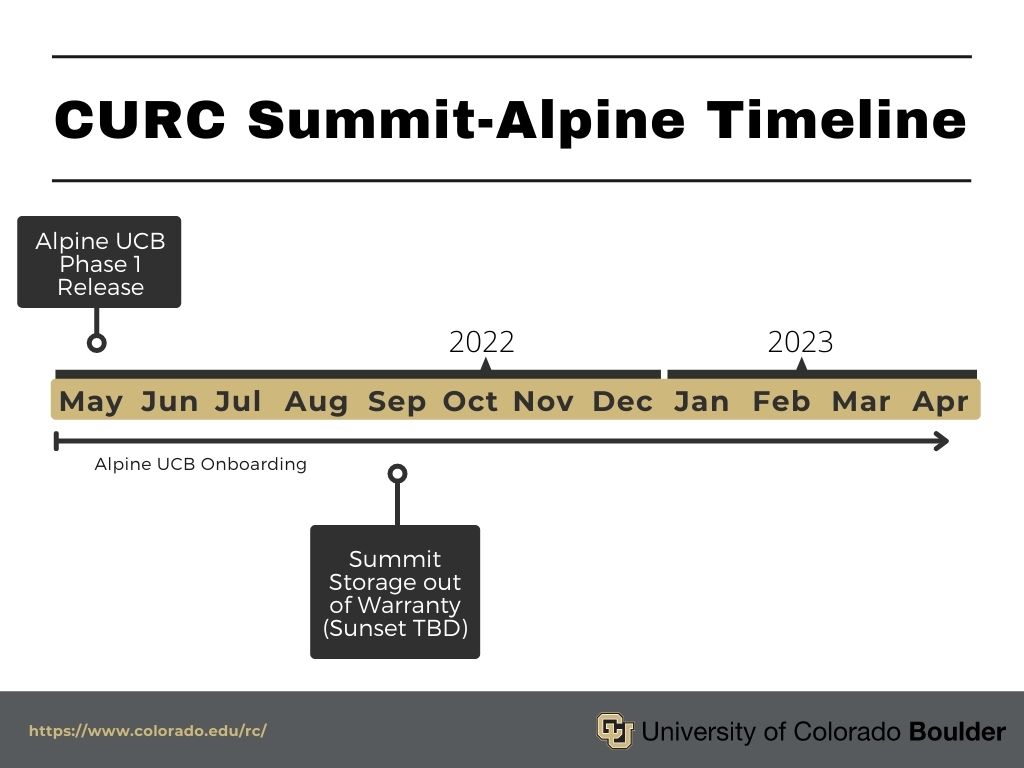 CURC Summit-Alpine Timeline
Alpine UCB
Phase 1
Release
2022 2023
May Jun Jul Aug Sep Oct Nov Dec Jan Feb Mar Apr
Alpine UCB Onboarding
Summit
Storage out
of Warranty
(Sunset TBD)
https://www.colorado.edu/rc/
University of Colorado Boulder